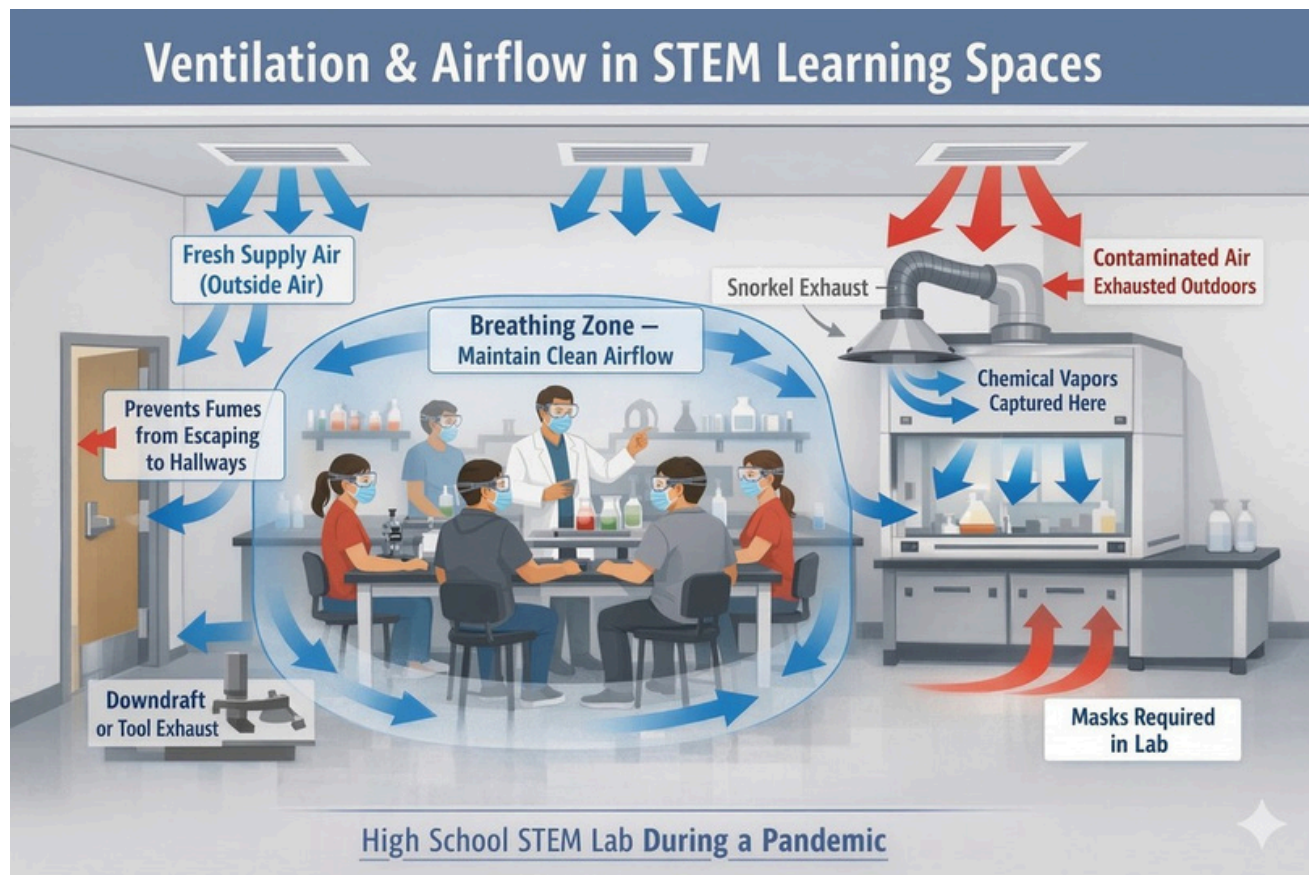 Ventilation & Airflow in STEM Learning Spaces
Fresh Supply Air
(Outside Air)
Snorkel Exhaust
Contaminated Air
Exhausted Outdoors
Breathing Zone —
Maintain Clean Airflow
Chemical Vapors
Captured Here
Prevents Fumes
from Escaping
to Hallways
Downdraft
or Tool Exhaust
Masks Required
in Lab
High School STEM Lab During a Pandemic